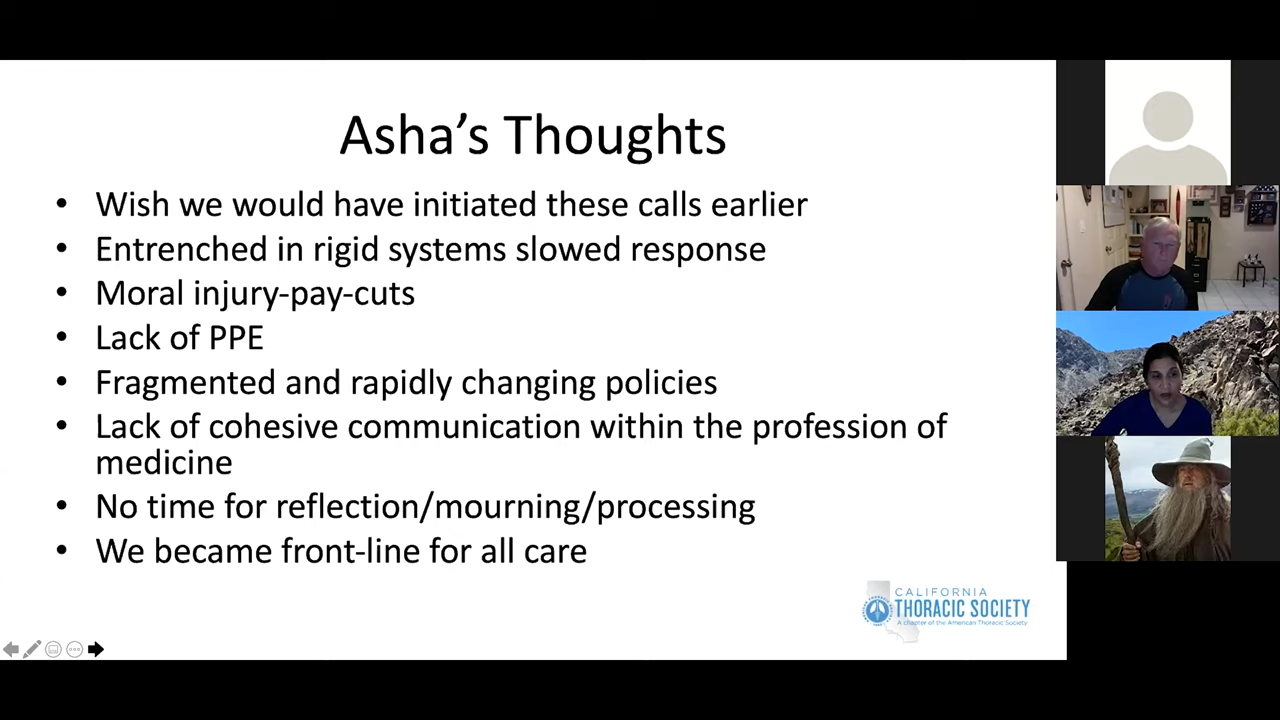 Asha’s Thoughts
• Wish we would have initiated these calls earlier
• Entrenched in rigid systems slowed response
• Moral injury-pay-cuts
• Lack of PPE
• Fragmented and rapidly changing policies
• Lack of cohesive communication within the profession of
medicine
• No time for reflection/mourning/processing
• We became front-line for all care
CALIFORNIA
THORACIC SOCIETY
A chapter of the American Thoracic Society